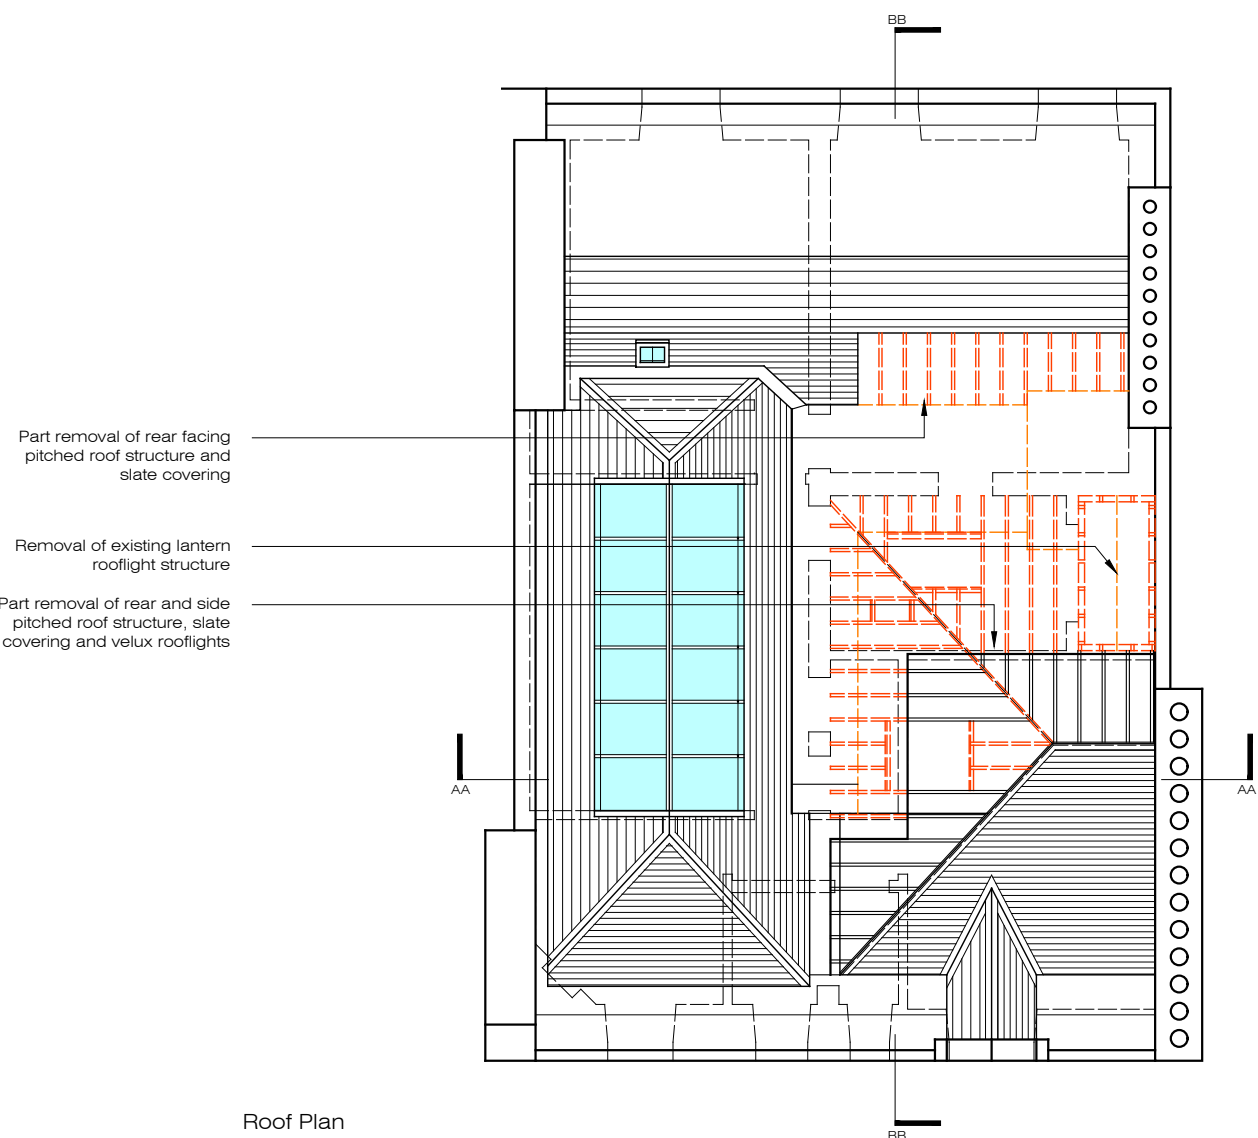 BB
Part removal of rear facing
pitched roof structure and
slate covering
Removal of existing lantern
rooflight structure
Part removal of rear and side
pitched roof structure, slate
covering and velux rooflights
AA
AA
Roof Plan
BB